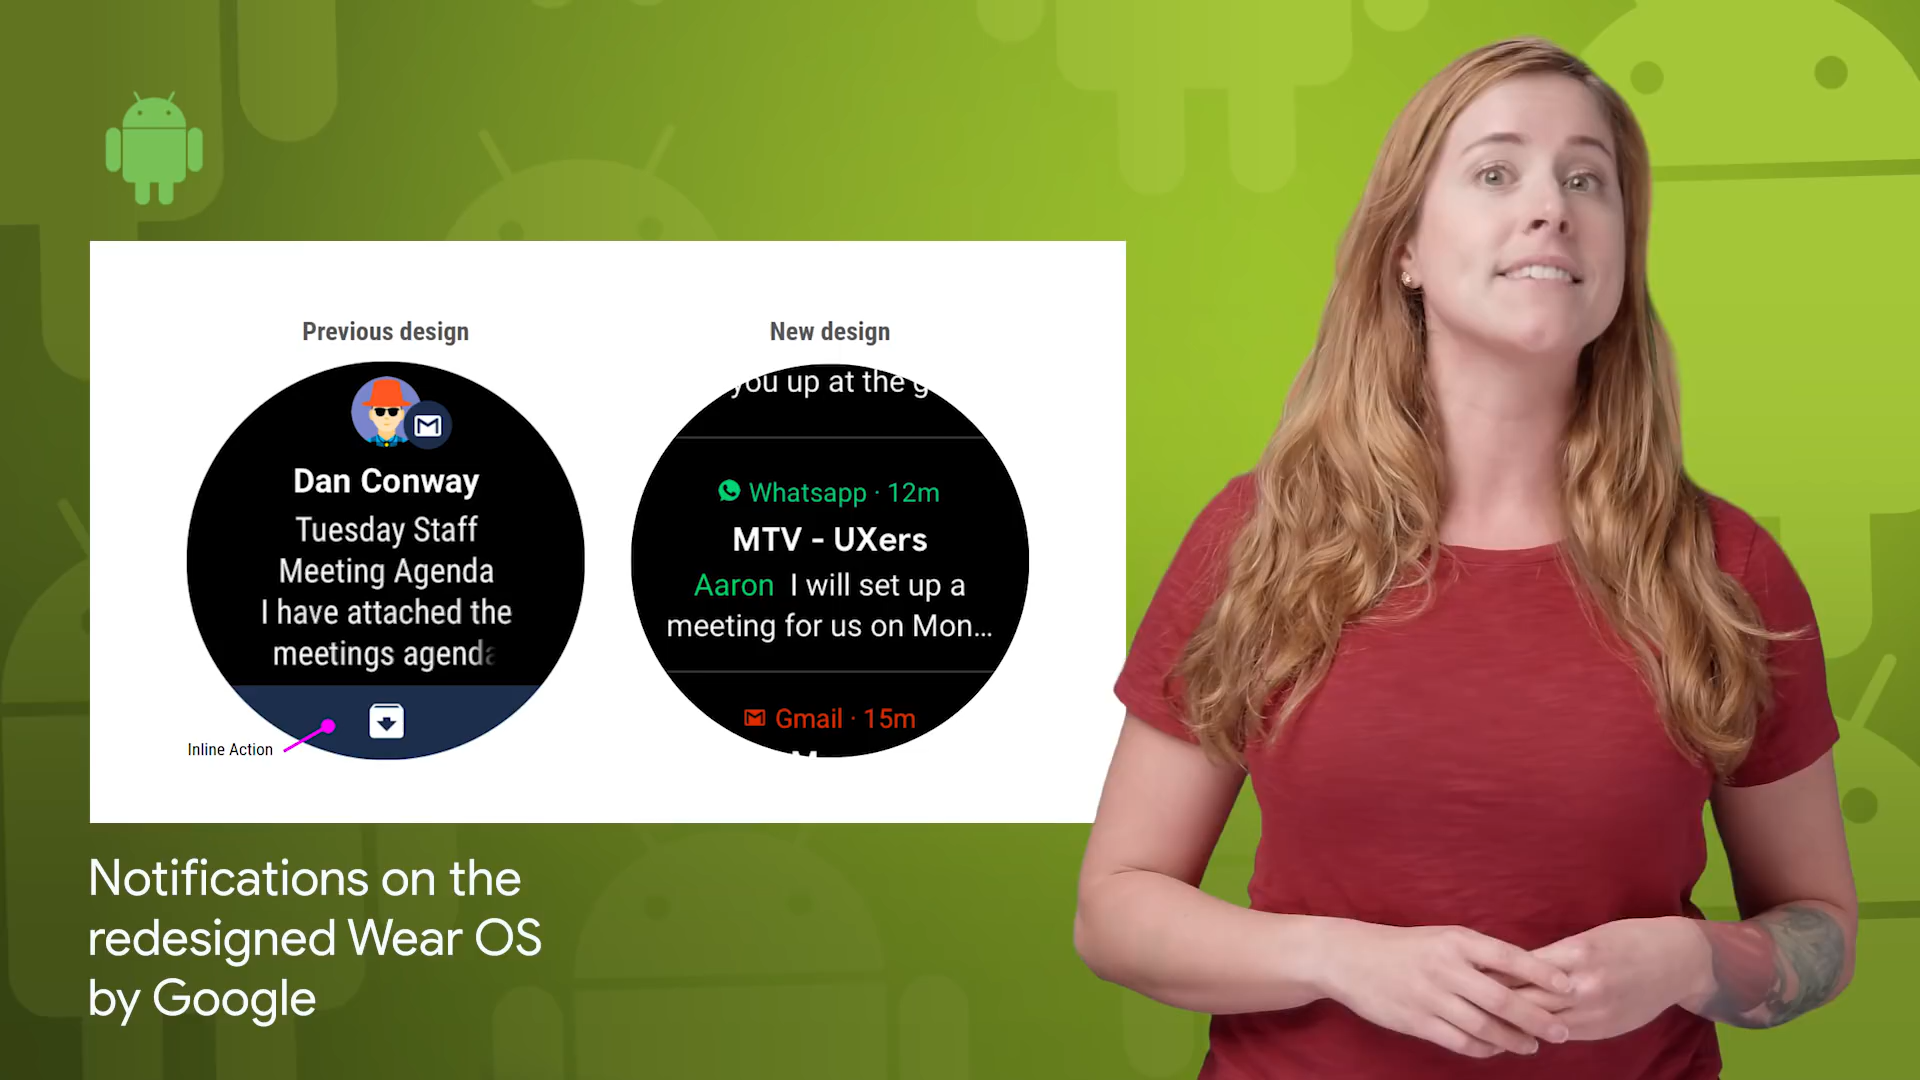 Previous design
Dan Conway
Tuesday Staff
Meeting Agenda
I have attached the
meetings agenda
Inline Action
New design
you up at the g
Whatsapp · 12m
MTV - UXers
Aaron I will set up a
meeting for us on Mon...
Gmail · 15m
Notifications on the
redesigned Wear OS
by Google